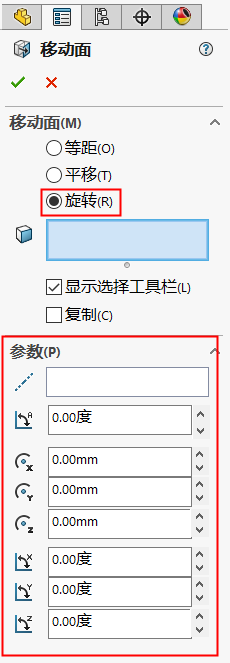 移动面
移动面(M)
等距(O)
平移(T)
旋转(R)
显示选择工具栏(L)
复制(C)
参数(P)
A 0.00度
X 0.00mm
Y 0.00mm
Z 0.00mm
X 0.00度
Y 0.00度
Z 0.00度